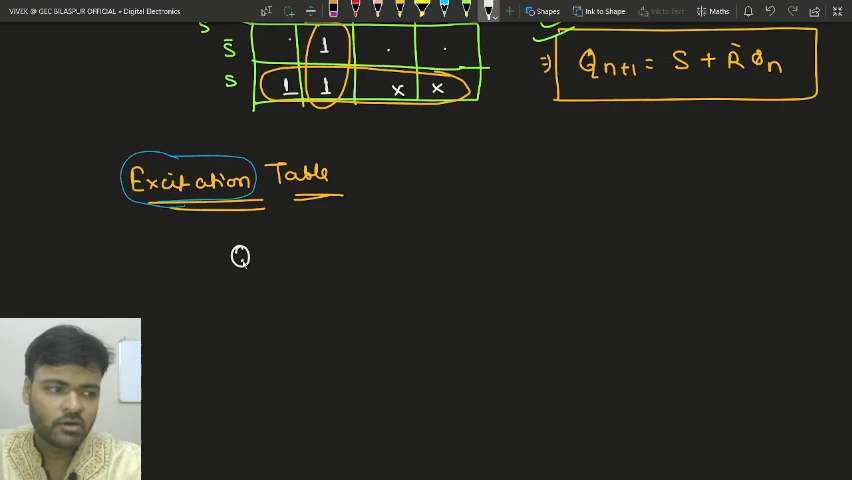 VIVEK @ GEC BILASPUR OFFICIAL • Digital Electronics
Shapes
Ink to Shape
Ink to Text
Maths
S̄ 1
S 1 1 x x
⇒ Qn+1 = S + R̄ Qn
Excitation Table
Q